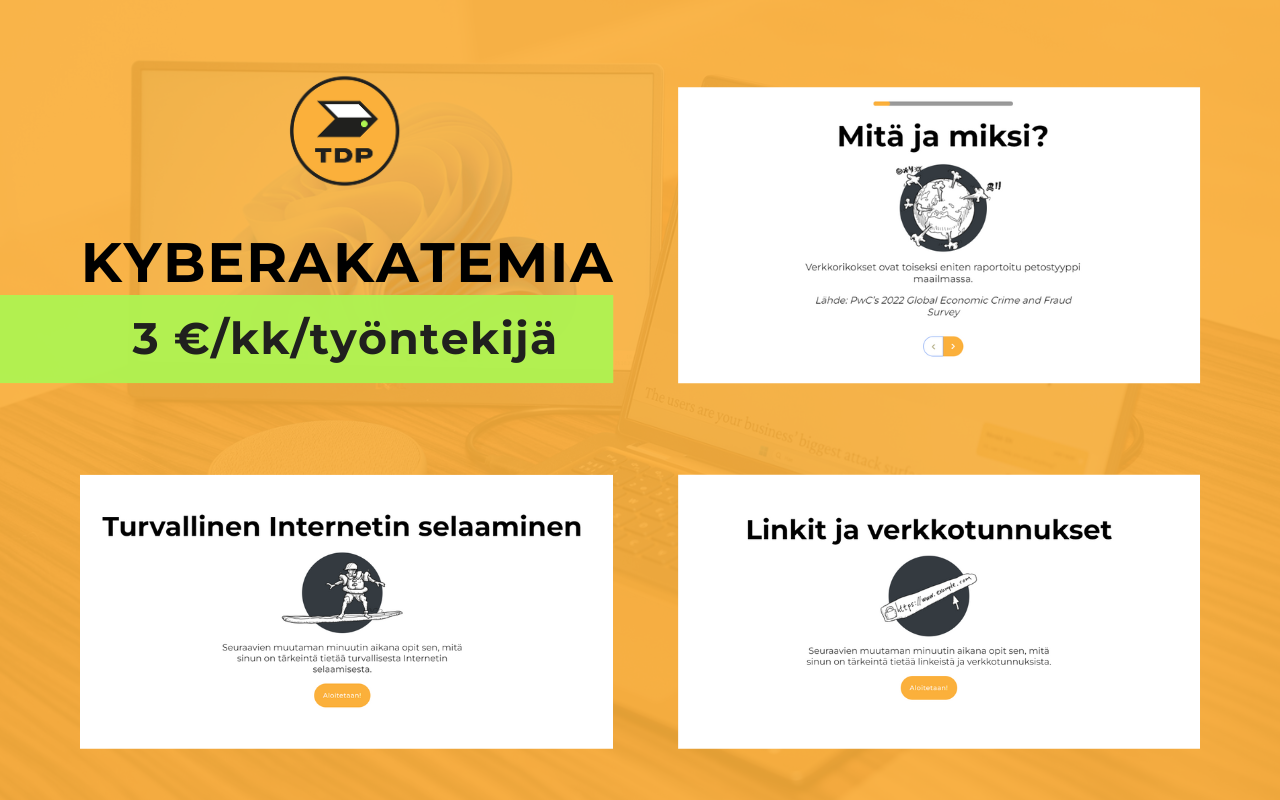 TDP
KYBERAKATEMIA
3 €/kk/työntekijä
Mitä ja miksi?
Verkkorikokset ovat toiseksi eniten raportoitu petostyyppi
maailmassa.
Lähde: PwC's 2022 Global Economic Crime and Fraud
Survey
The users are your business' biggest attack surface
Turvallinen Internetin selaaminen
Seuraavien muutaman minuutin aikana opit sen, mitä
sinun on tärkeintä tietää turvallisesta Internetin
selaamisesta.
Aloitetaan!
Linkit ja verkkotunnukset
https://www.example.com
Seuraavien muutaman minuutin aikana opit sen, mitä
sinun on tärkeintä tietää linkeistä ja verkkotunnuksista.
Aloitetaan!